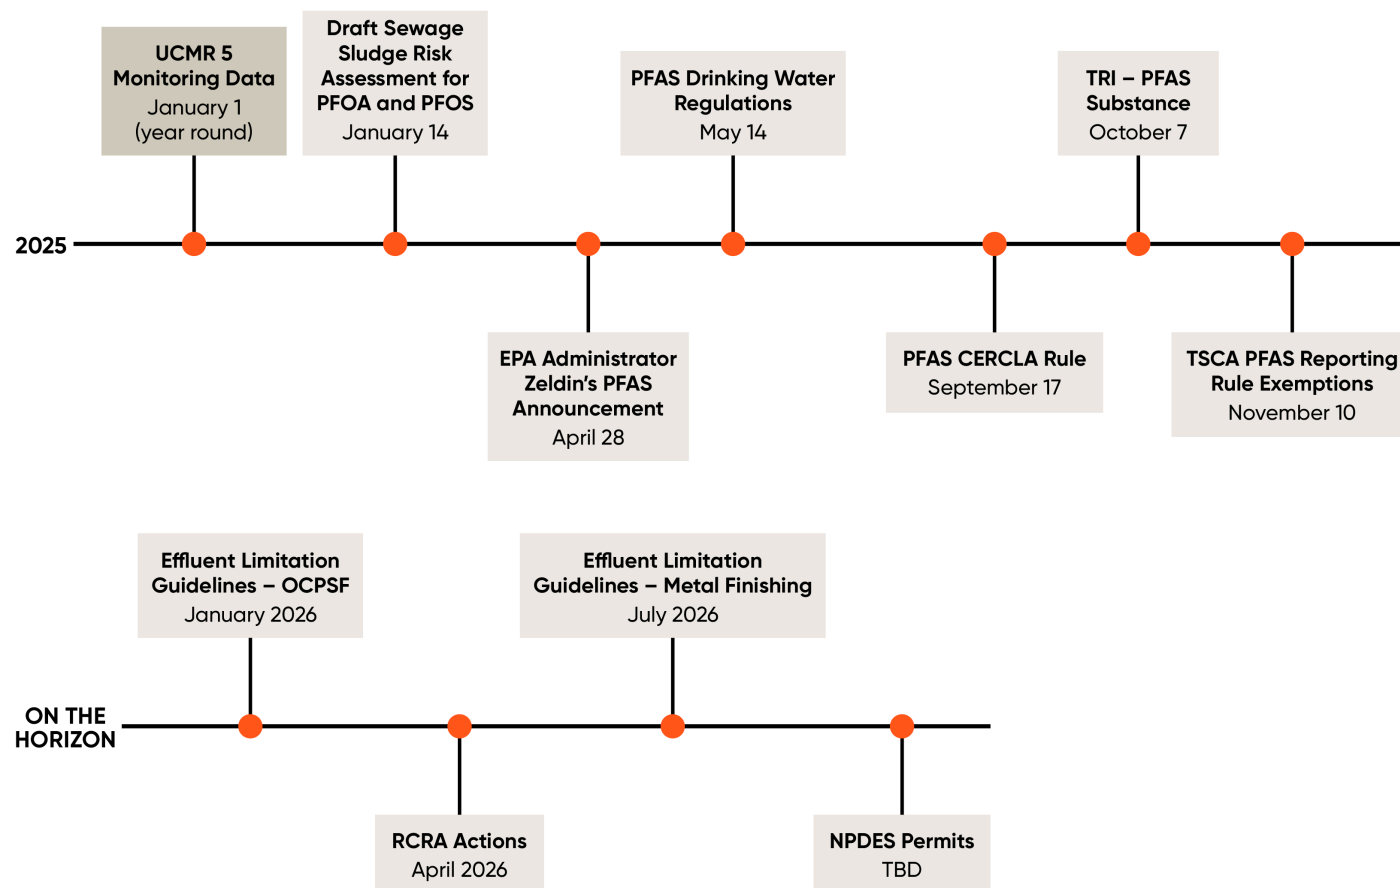 2025
UCMR 5
Monitoring Data
January 1
(year round)
Draft Sewage
Sludge Risk
Assessment for
PFOA and PFOS
January 14
EPA Administrator
Zeldin's PFAS
Announcement
April 28
PFAS Drinking Water
Regulations
May 14
PFAS CERCLA Rule
September 17
TRI – PFAS
Substance
October 7
TSCA PFAS Reporting
Rule Exemptions
November 10
ON THE
HORIZON
Effluent Limitation
Guidelines – OCPSF
January 2026
RCRA Actions
April 2026
Effluent Limitation
Guidelines – Metal Finishing
July 2026
NPDES Permits
TBD